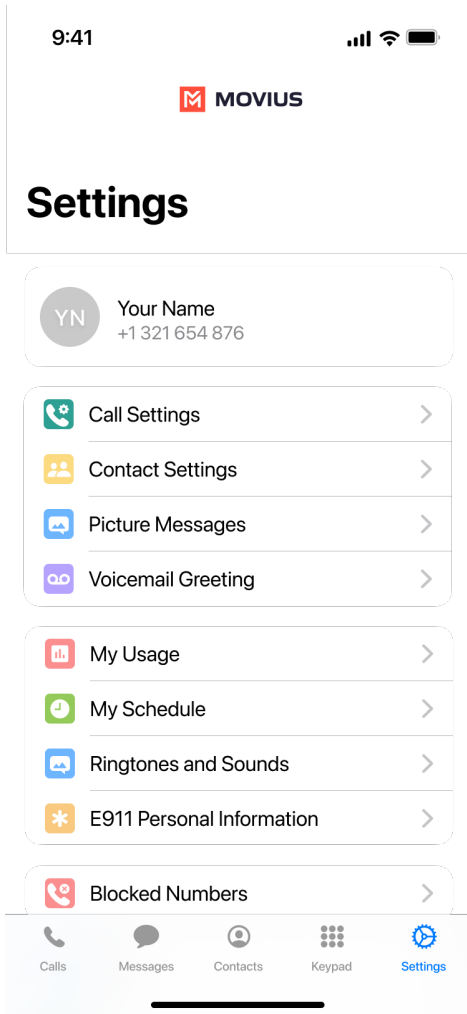 9:41
MOVIUS
Settings
YN
Your Name
+1 321 654 876
Call Settings
Contact Settings
Picture Messages
Voicemail Greeting
My Usage
My Schedule
Ringtones and Sounds
E911 Personal Information
Blocked Numbers
Calls
Messages
Contacts
Keypad
Settings